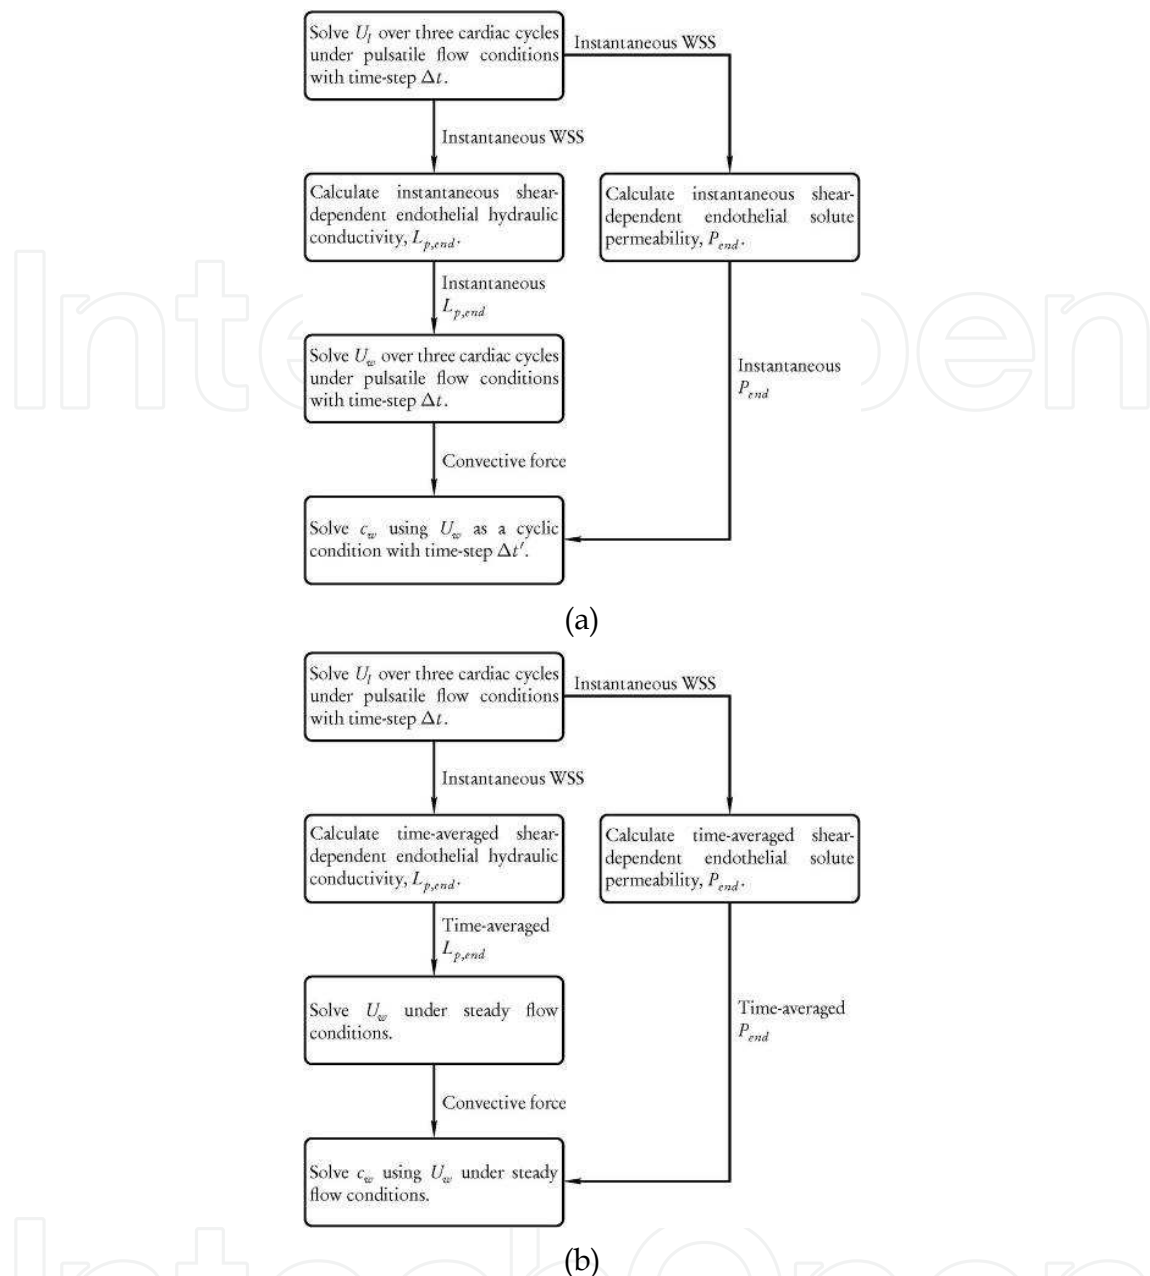 Solve U_l over three cardiac cycles
under pulsatile flow conditions
with time-step Δt.
Instantaneous WSS
Instantaneous WSS
Calculate instantaneous shear-
dependent endothelial hydraulic
conductivity, L_p,end.
Calculate instantaneous shear-
dependent endothelial solute
permeability, P_end.
Instantaneous
L_p,end
Solve U_w over three cardiac cycles
under pulsatile flow conditions
with time-step Δt.
Instantaneous
P_end
Convective force
Solve c_w using U_w as a cyclic
condition with time-step Δt′.
(a)
Solve U_l over three cardiac cycles
under pulsatile flow conditions
with time-step Δt.
Instantaneous WSS
Instantaneous WSS
Calculate time-averaged shear-
dependent endothelial hydraulic
conductivity, L_p,end.
Calculate time-averaged shear-
dependent endothelial solute
permeability, P_end.
Time-averaged
L_p,end
Solve U_w under steady flow
conditions.
Time-averaged
P_end
Convective force
Solve c_w using U_w under steady
flow conditions.
(b)